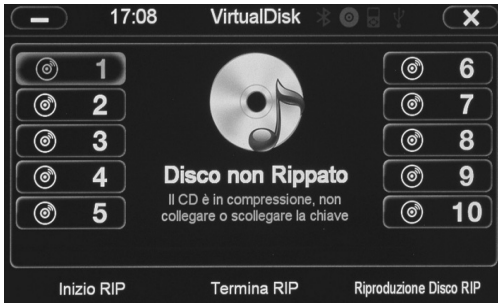 17:08 VirtualDisk
1 6
2 7
3 8
4 9
5 10
Disco non Rippato
Il CD è in compressione, non
collegare o scollegare la chiave
Inizio RIP Termina RIP Riproduzione Disco RIP